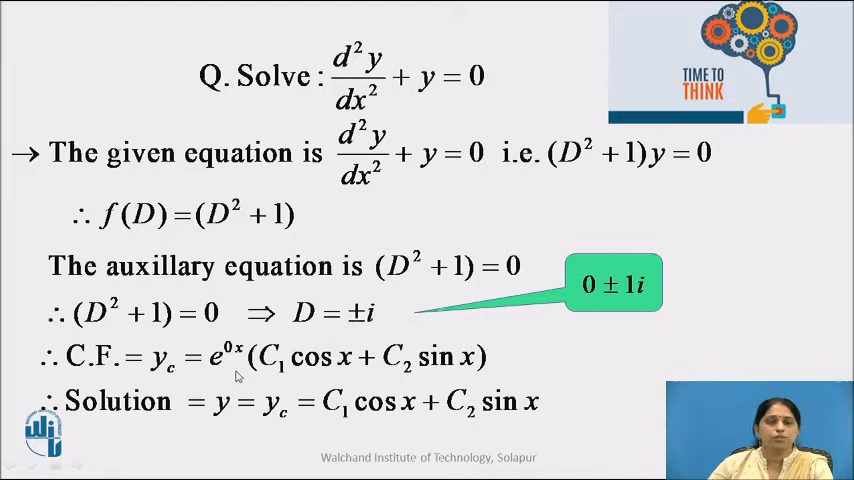 Q. Solve : d²y/dx² + y = 0
TIME TO
THINK
→ The given equation is d²y/dx² + y = 0 i.e. (D² + 1)y = 0
∴ f(D) = (D² + 1)
The auxillary equation is (D² + 1) = 0
0 ± 1i
∴ (D² + 1) = 0 ⇒ D = ±i
∴ C.F. = y_c = e^{0x}(C₁ cos x + C₂ sin x)
∴ Solution = y = y_c = C₁ cos x + C₂ sin x
Walchand Institute of Technology, Solapur